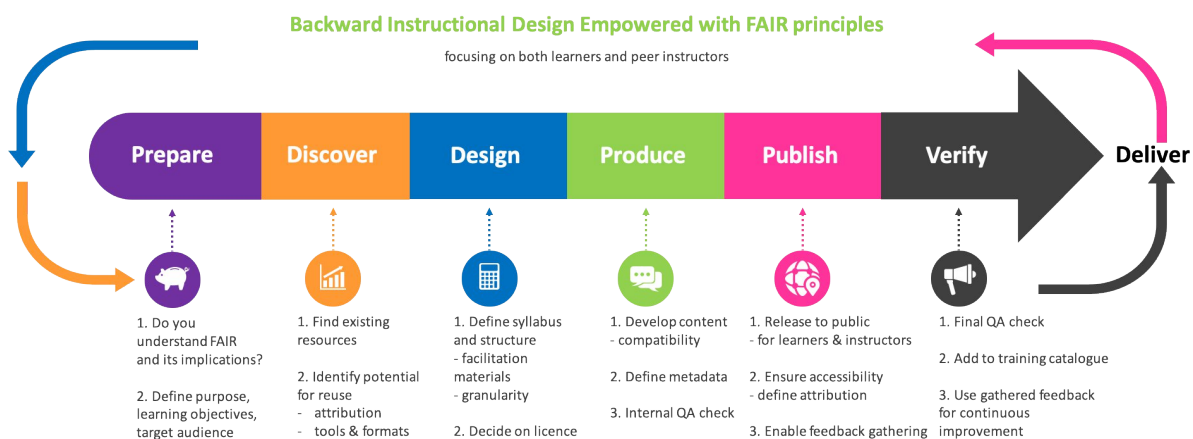 Backward Instructional Design Empowered with FAIR principles
focusing on both learners and peer instructors
Prepare
Discover
Design
Produce
Publish
Verify
Deliver
1. Do you
understand FAIR
and its implications?
2. Define purpose,
learning objectives,
target audience
1. Find existing
resources
2. Identify potential
for reuse
- attribution
- tools & formats
1. Define syllabus
and structure
- facilitation
materials
- granularity
2. Decide on licence
1. Develop content
- compatibility
2. Define metadata
3. Internal QA check
1. Release to public
- for learners & instructors
2. Ensure accessibility
- define attribution
3. Enable feedback gathering
1. Final QA check
2. Add to training catalogue
3. Use gathered feedback
for continuous
improvement